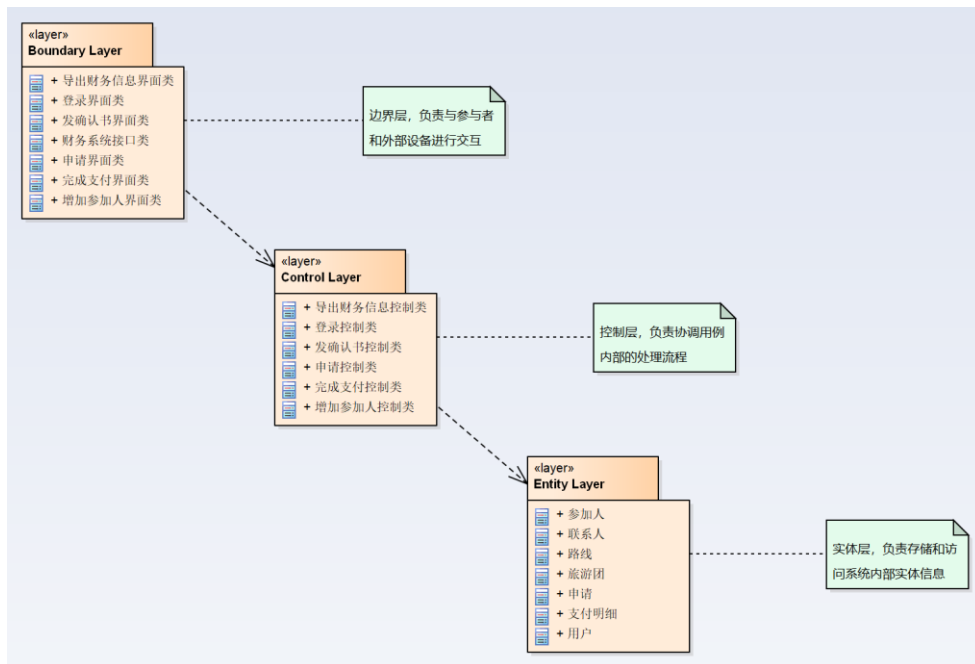 «layer»
Boundary Layer
+ 导出财务信息界面类
+ 登录界面类
+ 发确认书界面类
+ 财务系统接口类
+ 申请界面类
+ 完成支付界面类
+ 增加参加人界面类
边界层，负责与参与者
和外部设备进行交互
«layer»
Control Layer
+ 导出财务信息控制类
+ 登录控制类
+ 发确认书控制类
+ 申请控制类
+ 完成支付控制类
+ 增加参加人控制类
控制层，负责协调用例
内部的处理流程
«layer»
Entity Layer
+ 参加人
+ 联系人
+ 路线
+ 旅游团
+ 申请
+ 支付明细
+ 用户
实体层，负责存储和访
问系统内部实体信息